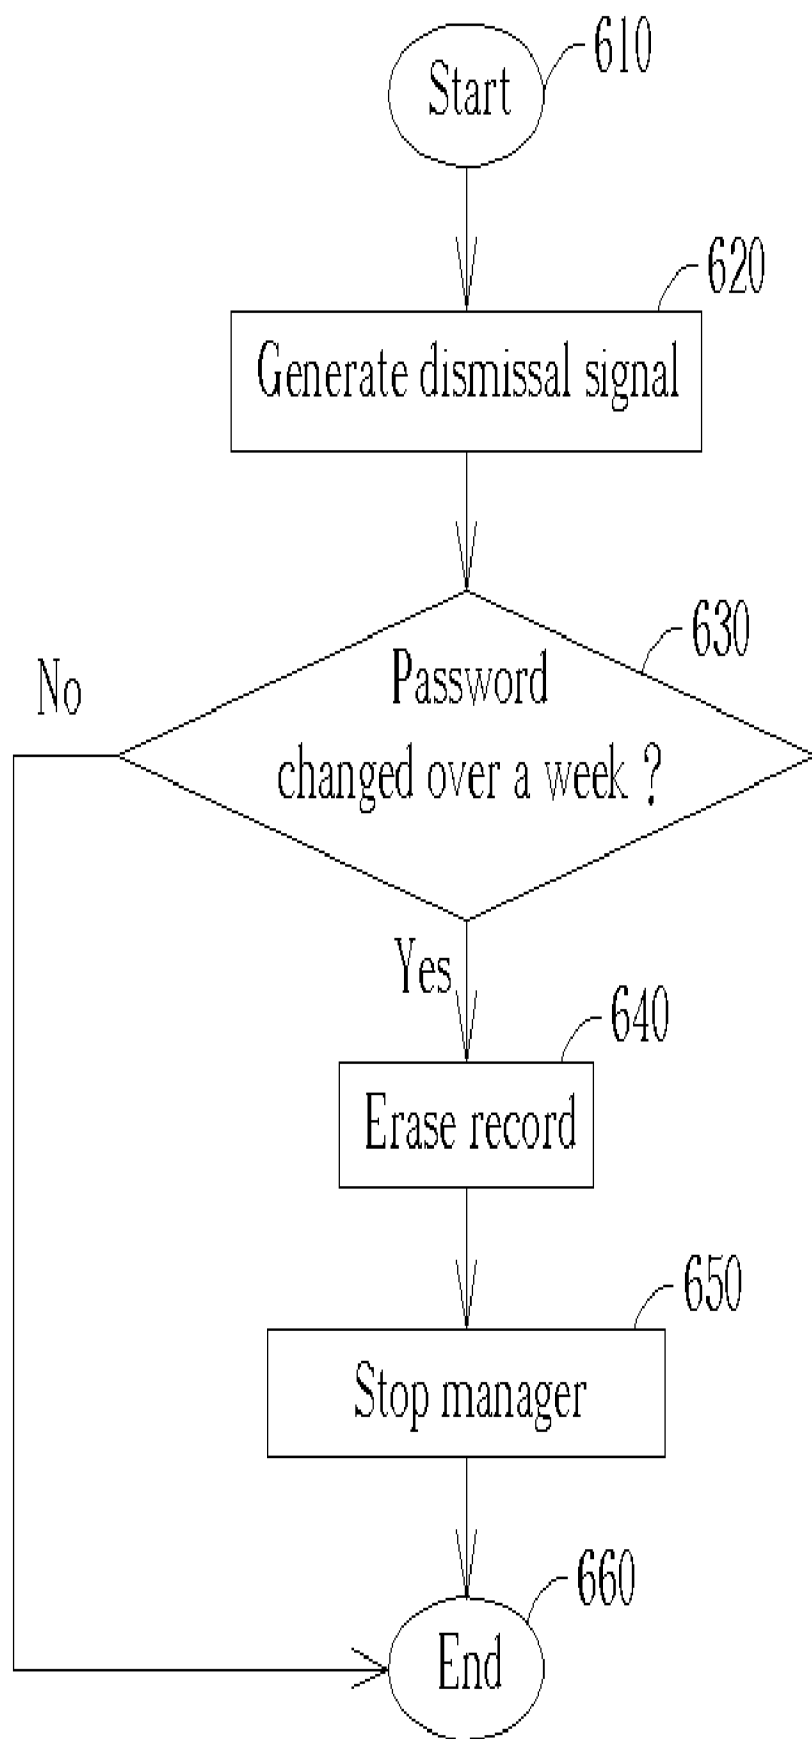 610
Start
620
Generate dismissal signal
630
No
Password
changed over a week ?
Yes
640
Erase record
650
Stop manager
660
End